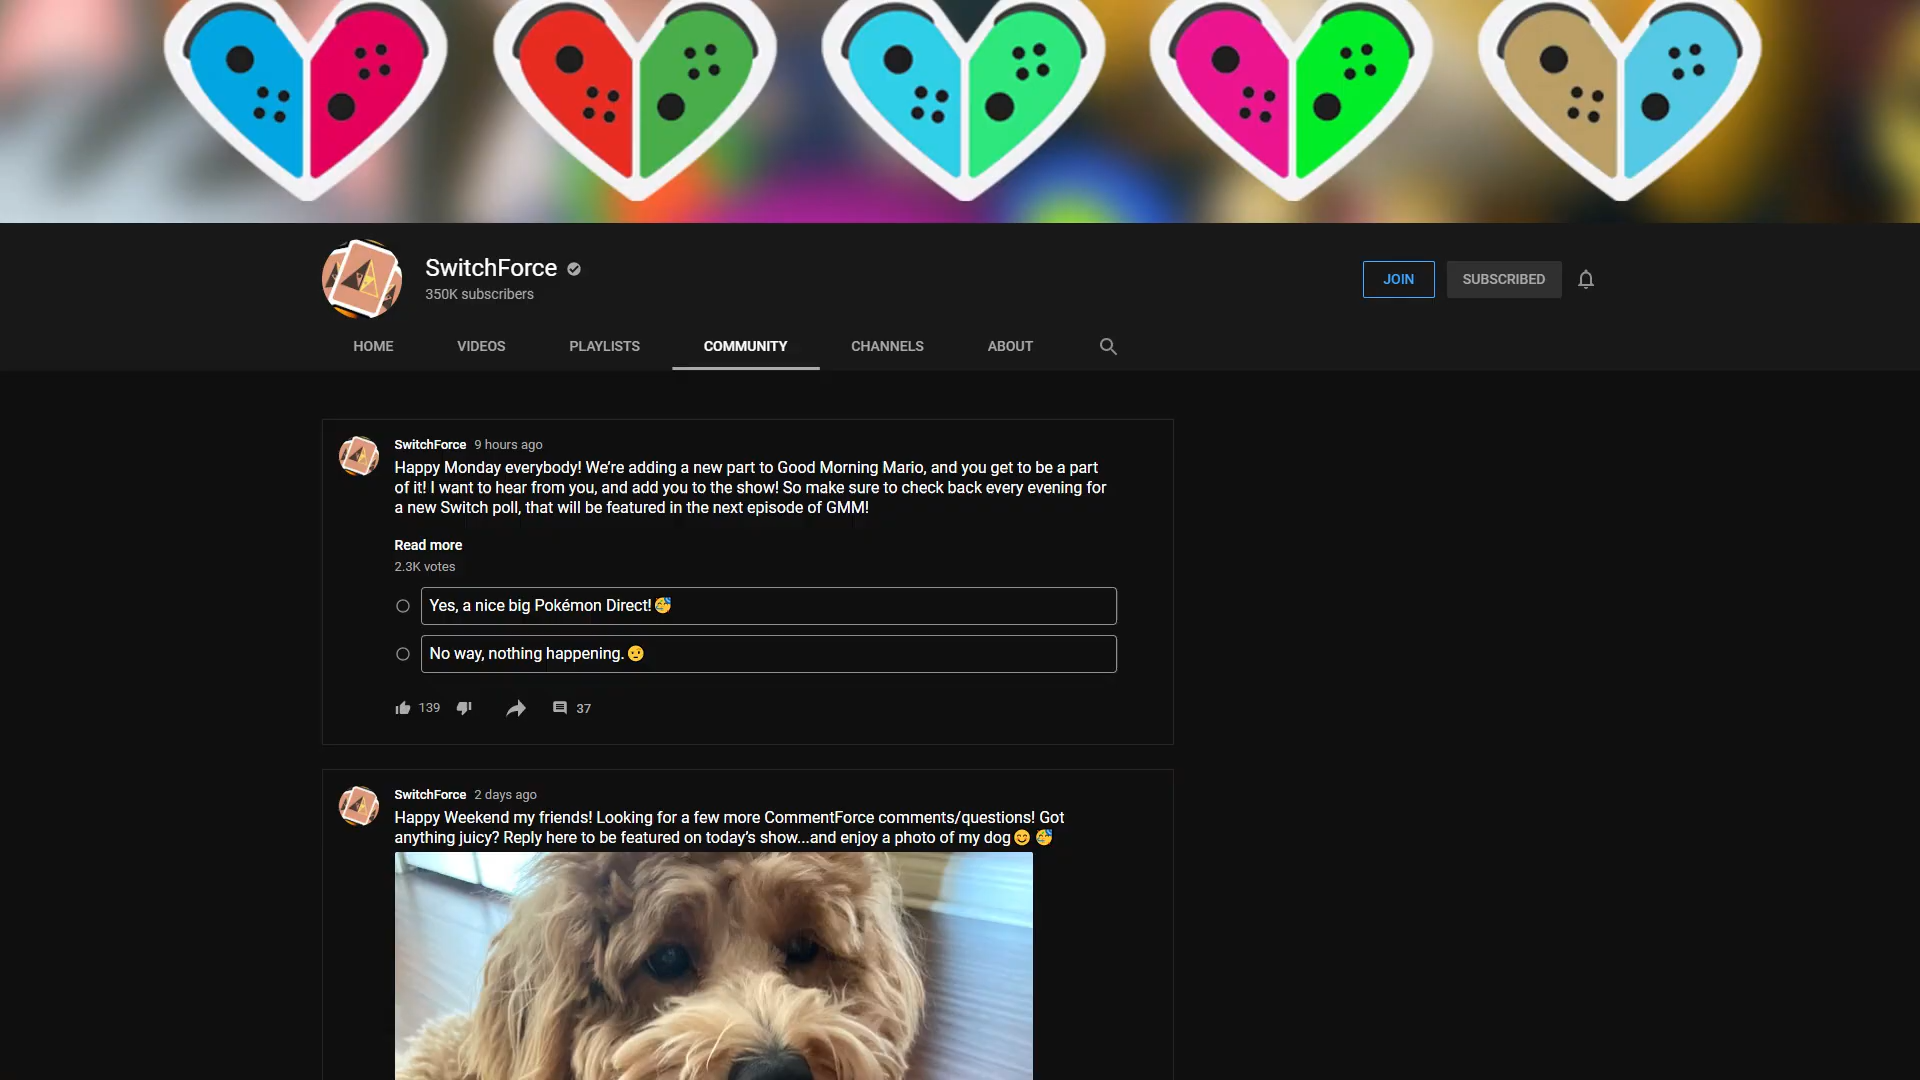 SwitchForce
350K subscribers
JOIN
SUBSCRIBED
HOME
VIDEOS
PLAYLISTS
COMMUNITY
CHANNELS
ABOUT
SwitchForce 9 hours ago
Happy Monday everybody! We’re adding a new part to Good Morning Mario, and you get to be a part
of it! I want to hear from you, and add you to the show! So make sure to check back every evening for
a new Switch poll, that will be featured in the next episode of GMM!
Read more
2.3K votes
Yes, a nice big Pokémon Direct!🥳
No way, nothing happening.🤨
139
37
SwitchForce 2 days ago
Happy Weekend my friends! Looking for a few more CommentForce comments/questions! Got
anything juicy? Reply here to be featured on today’s show...and enjoy a photo of my dog😊 🥳